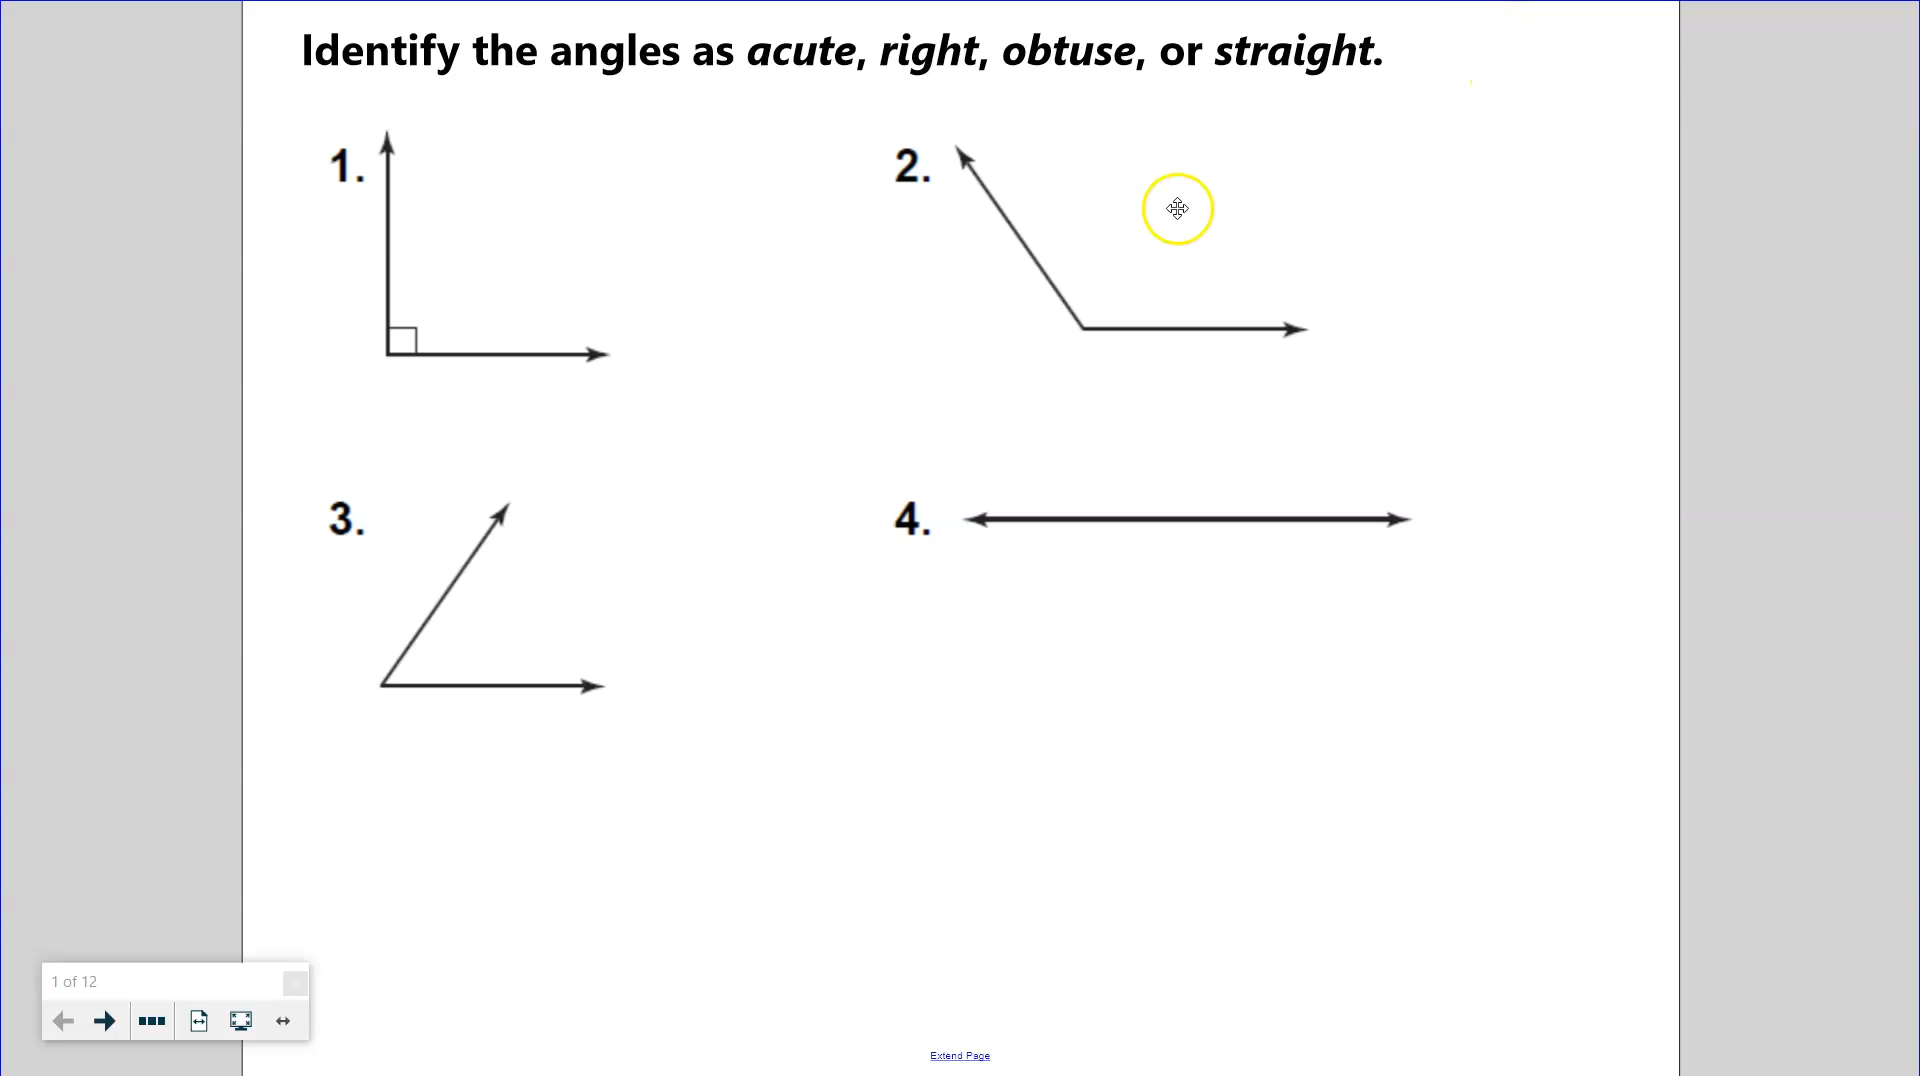 Identify the angles as acute, right, obtuse, or straight.
1.
2.
3.
4.
1 of 12
Extend Page